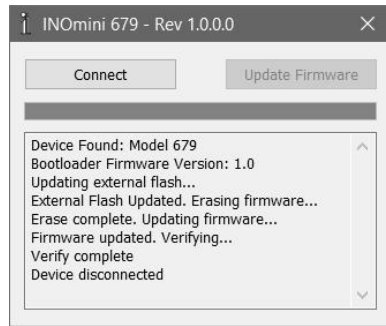 INOmini 679 - Rev 1.0.0.0
Connect
Update Firmware
Device Found: Model 679
Bootloader Firmware Version: 1.0
Updating external flash...
External Flash Updated. Erasing firmware...
Erase complete. Updating firmware...
Firmware updated. Verifying...
Verify complete
Device disconnected